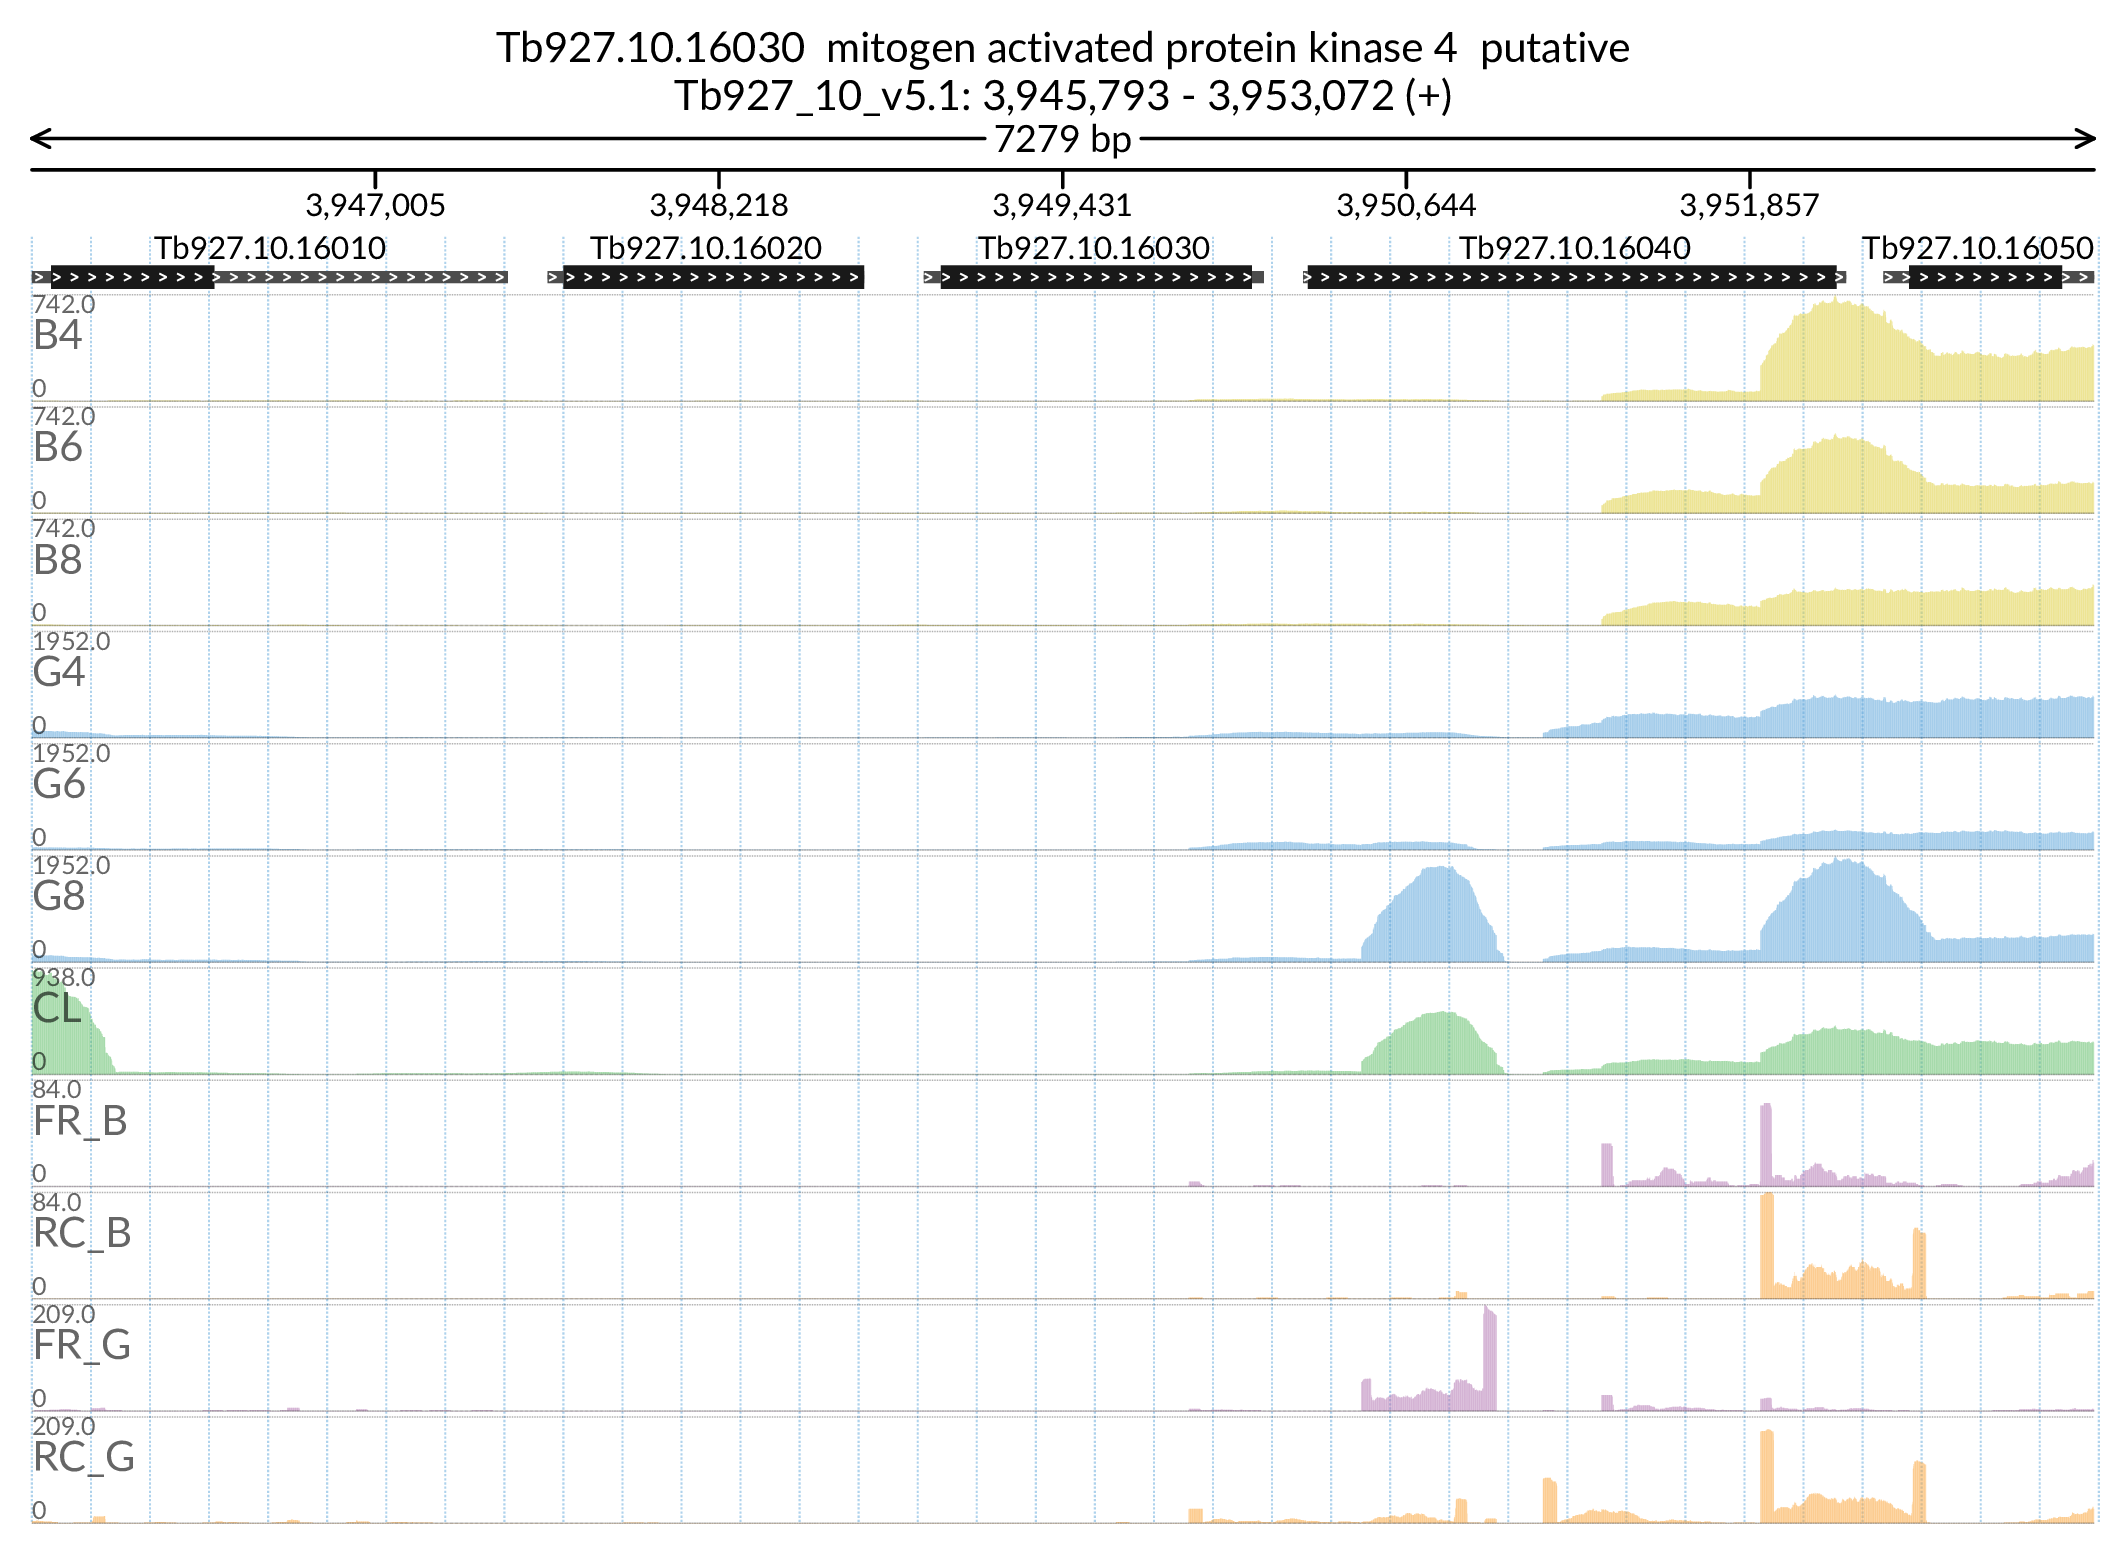 Tb927.10.16030  mitogen activated protein kinase 4  putative
Tb927_10_v5.1: 3,945,793 - 3,953,072 (+)
7279 bp
3,947,005 3,948,218 3,949,431 3,950,644 3,951,857
Tb927.10.16010 Tb927.10.16020 Tb927.10.16030 Tb927.10.16040 Tb927.10.16050
742.0
B4
0
742.0
B6
0
742.0
B8
0
1952.0
G4
0
1952.0
G6
0
1952.0
G8
0
938.0
CL
0
84.0
FR_B
0
84.0
RC_B
0
209.0
FR_G
0
209.0
RC_G
0